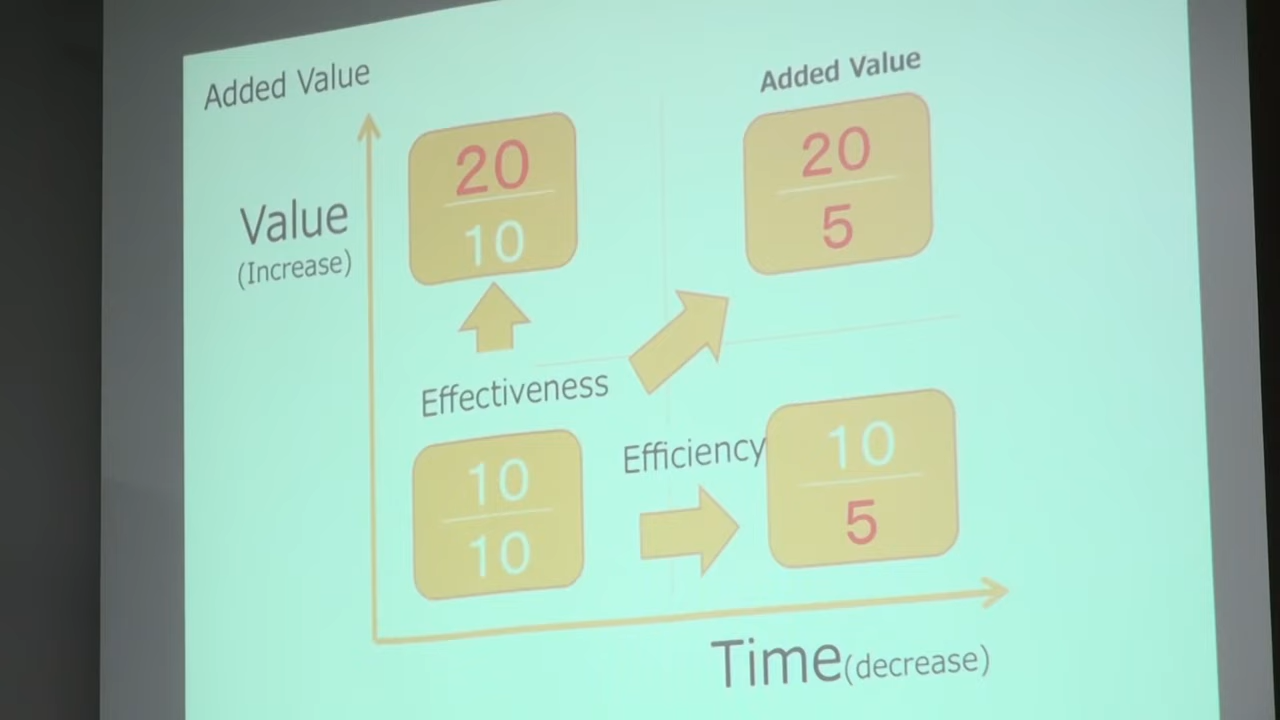 Added Value
Added Value
Value
(Increase)
20
10
20
5
Effectiveness
Efficiency
10
10
10
5
Time(decrease)